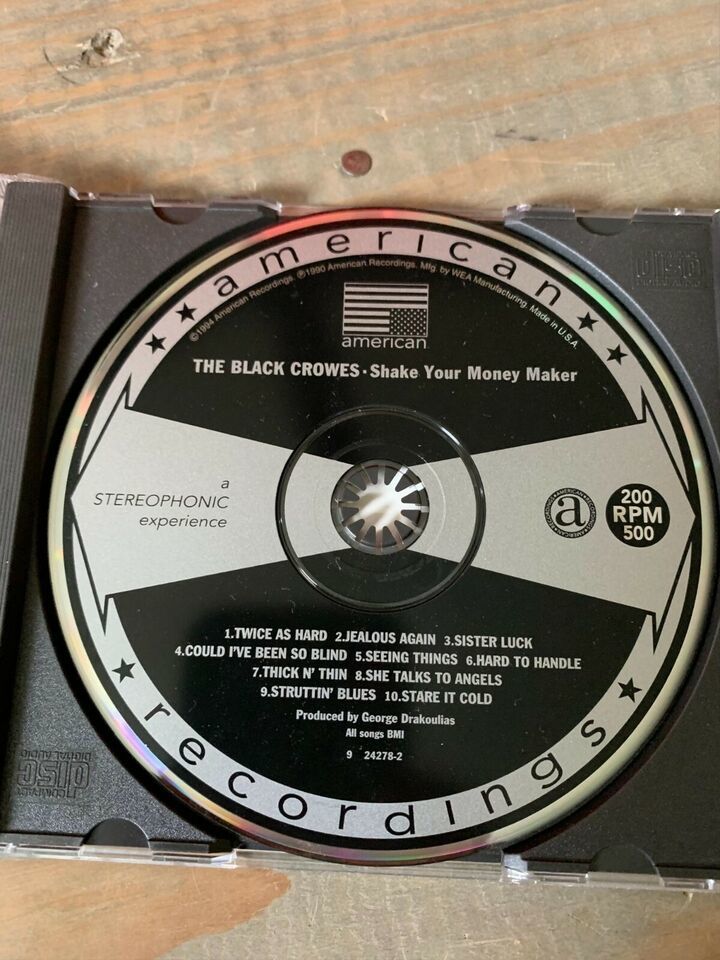 american
©1994 American Recordings. ℗1990 American Recordings. Mfg. by WEA Manufacturing. Made in U.S.A.
american
THE BLACK CROWES · Shake Your Money Maker
a
STEREOPHONIC
experience
a
200
RPM
500
1.TWICE AS HARD 2.JEALOUS AGAIN 3.SISTER LUCK
4.COULD I'VE BEEN SO BLIND 5.SEEING THINGS 6.HARD TO HANDLE
7.THICK N' THIN 8.SHE TALKS TO ANGELS
9.STRUTTIN' BLUES 10.STARE IT COLD
Produced by George Drakoulias
All songs BMI
9 24278-2
recordings
COMPACT
disc
DIGITAL AUDIO
disc